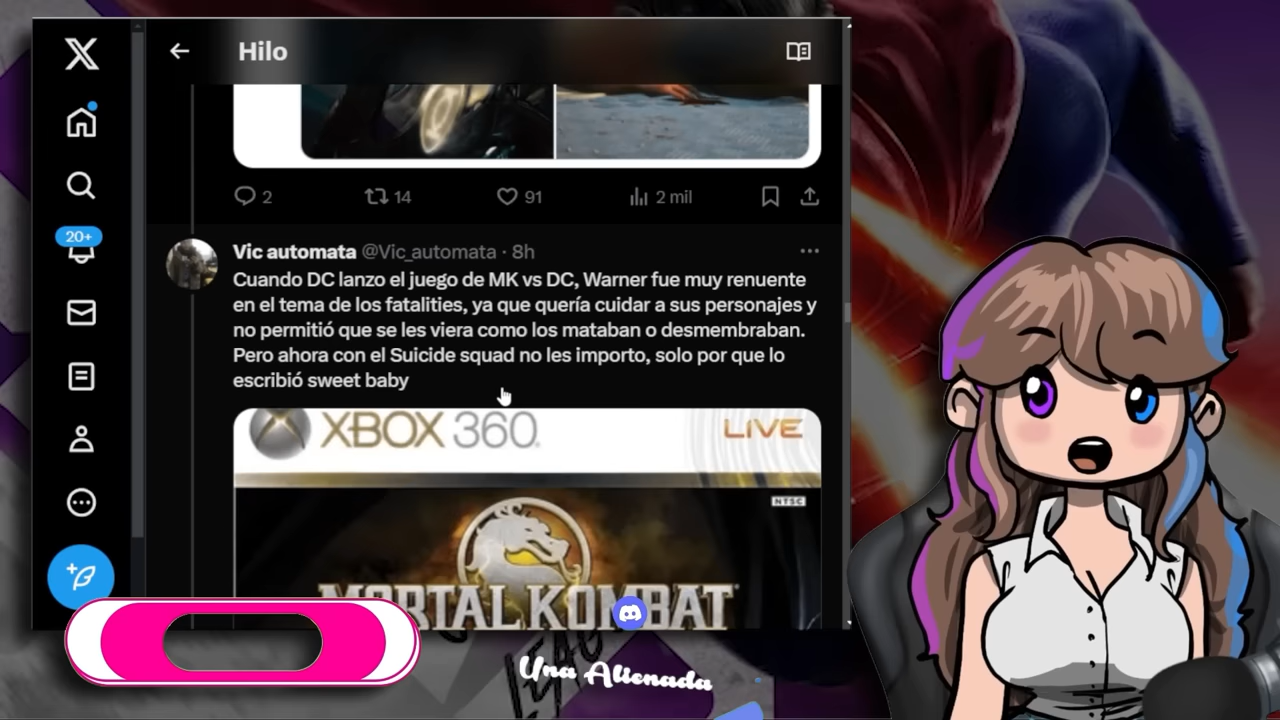 Hilo
2 14 91 2 mil
20+
Vic automata @Vic_automata · 8h
Cuando DC lanzo el juego de MK vs DC, Warner fue muy renuente
en el tema de los fatalities, ya que quería cuidar a sus personajes y
no permitió que se les viera como los mataban o desmembraban.
Pero ahora con el Suicide squad no les importo, solo por que lo
escribió sweet baby
XBOX 360 LIVE
NTSC
MORTAL KOMBAT
Una Alienada